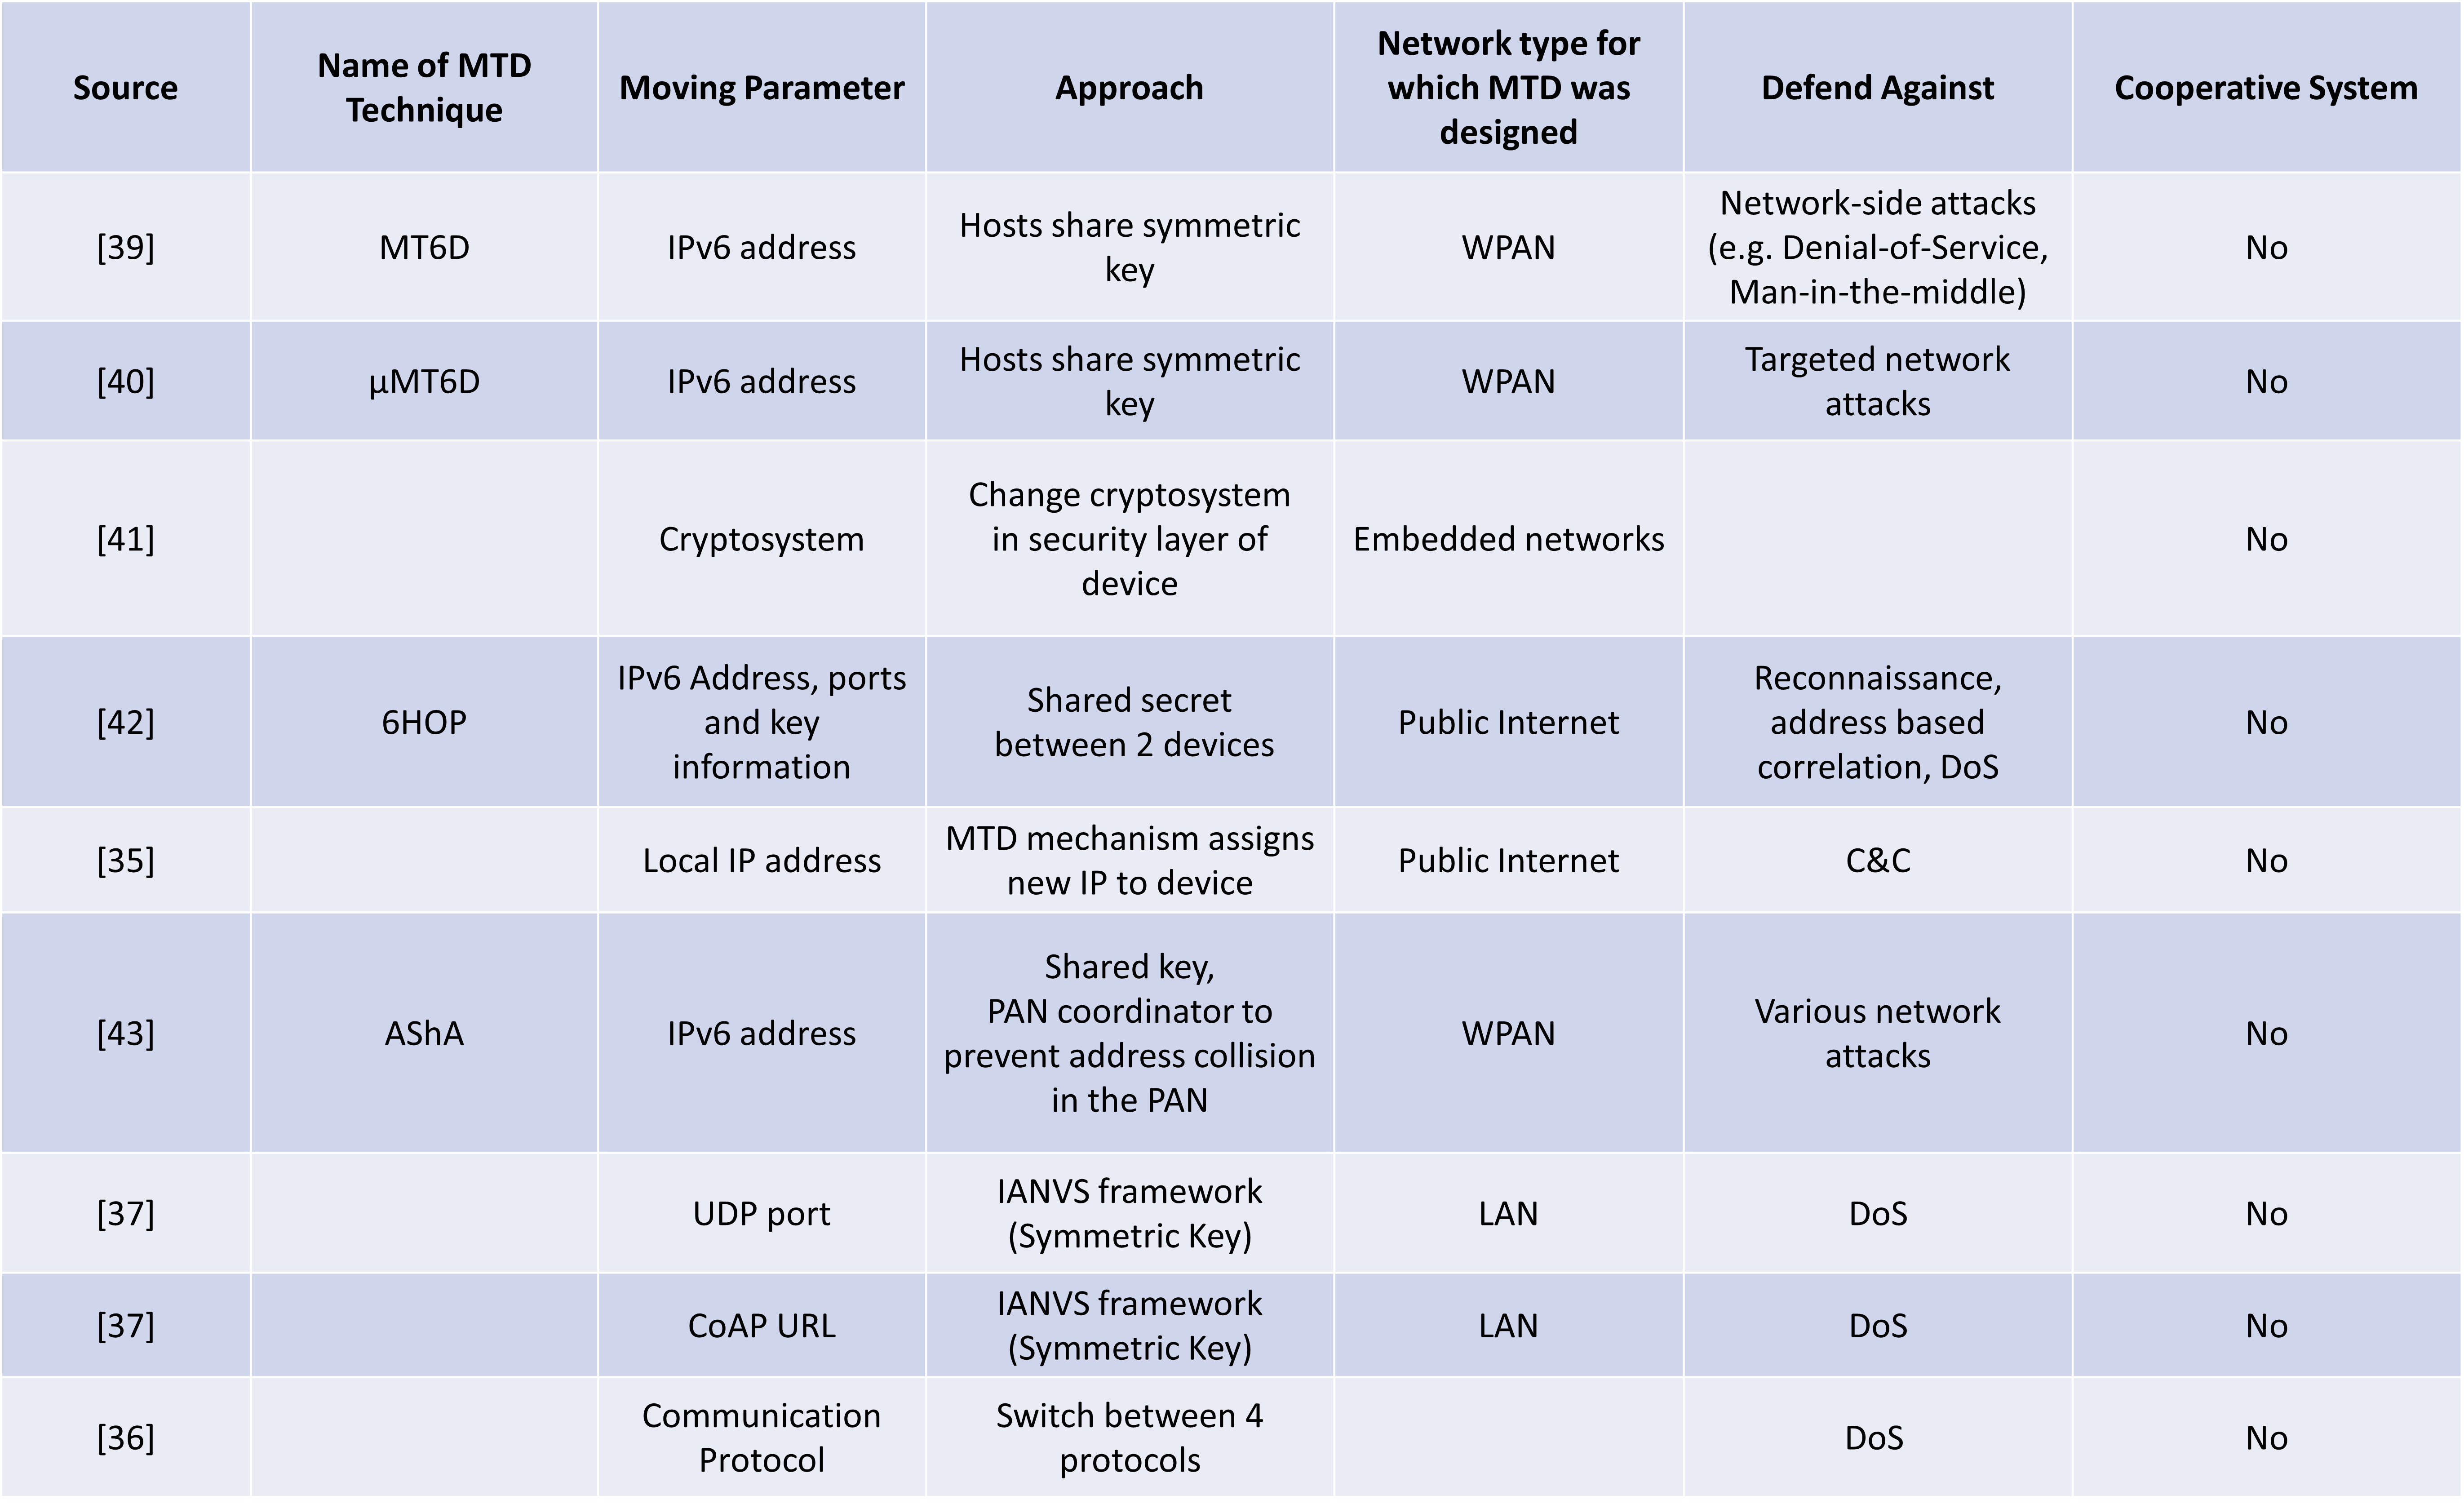 Source
Name of MTD
Technique
Moving Parameter
Approach
Network type for
which MTD was
designed
Defend Against
Cooperative System
[39]
MT6D
IPv6 address
Hosts share symmetric
key
WPAN
Network-side attacks
(e.g. Denial-of-Service,
Man-in-the-middle)
No
[40]
µMT6D
IPv6 address
Hosts share symmetric
key
WPAN
Targeted network
attacks
No
[41]
Cryptosystem
Change cryptosystem
in security layer of
device
Embedded networks
No
[42]
6HOP
IPv6 Address, ports
and key
information
Shared secret
between 2 devices
Public Internet
Reconnaissance,
address based
correlation, DoS
No
[35]
Local IP address
MTD mechanism assigns
new IP to device
Public Internet
C&C
No
[43]
AShA
IPv6 address
Shared key,
PAN coordinator to
prevent address collision
in the PAN
WPAN
Various network
attacks
No
[37]
UDP port
IANVS framework
(Symmetric Key)
LAN
DoS
No
[37]
CoAP URL
IANVS framework
(Symmetric Key)
LAN
DoS
No
[36]
Communication
Protocol
Switch between 4
protocols
DoS
No